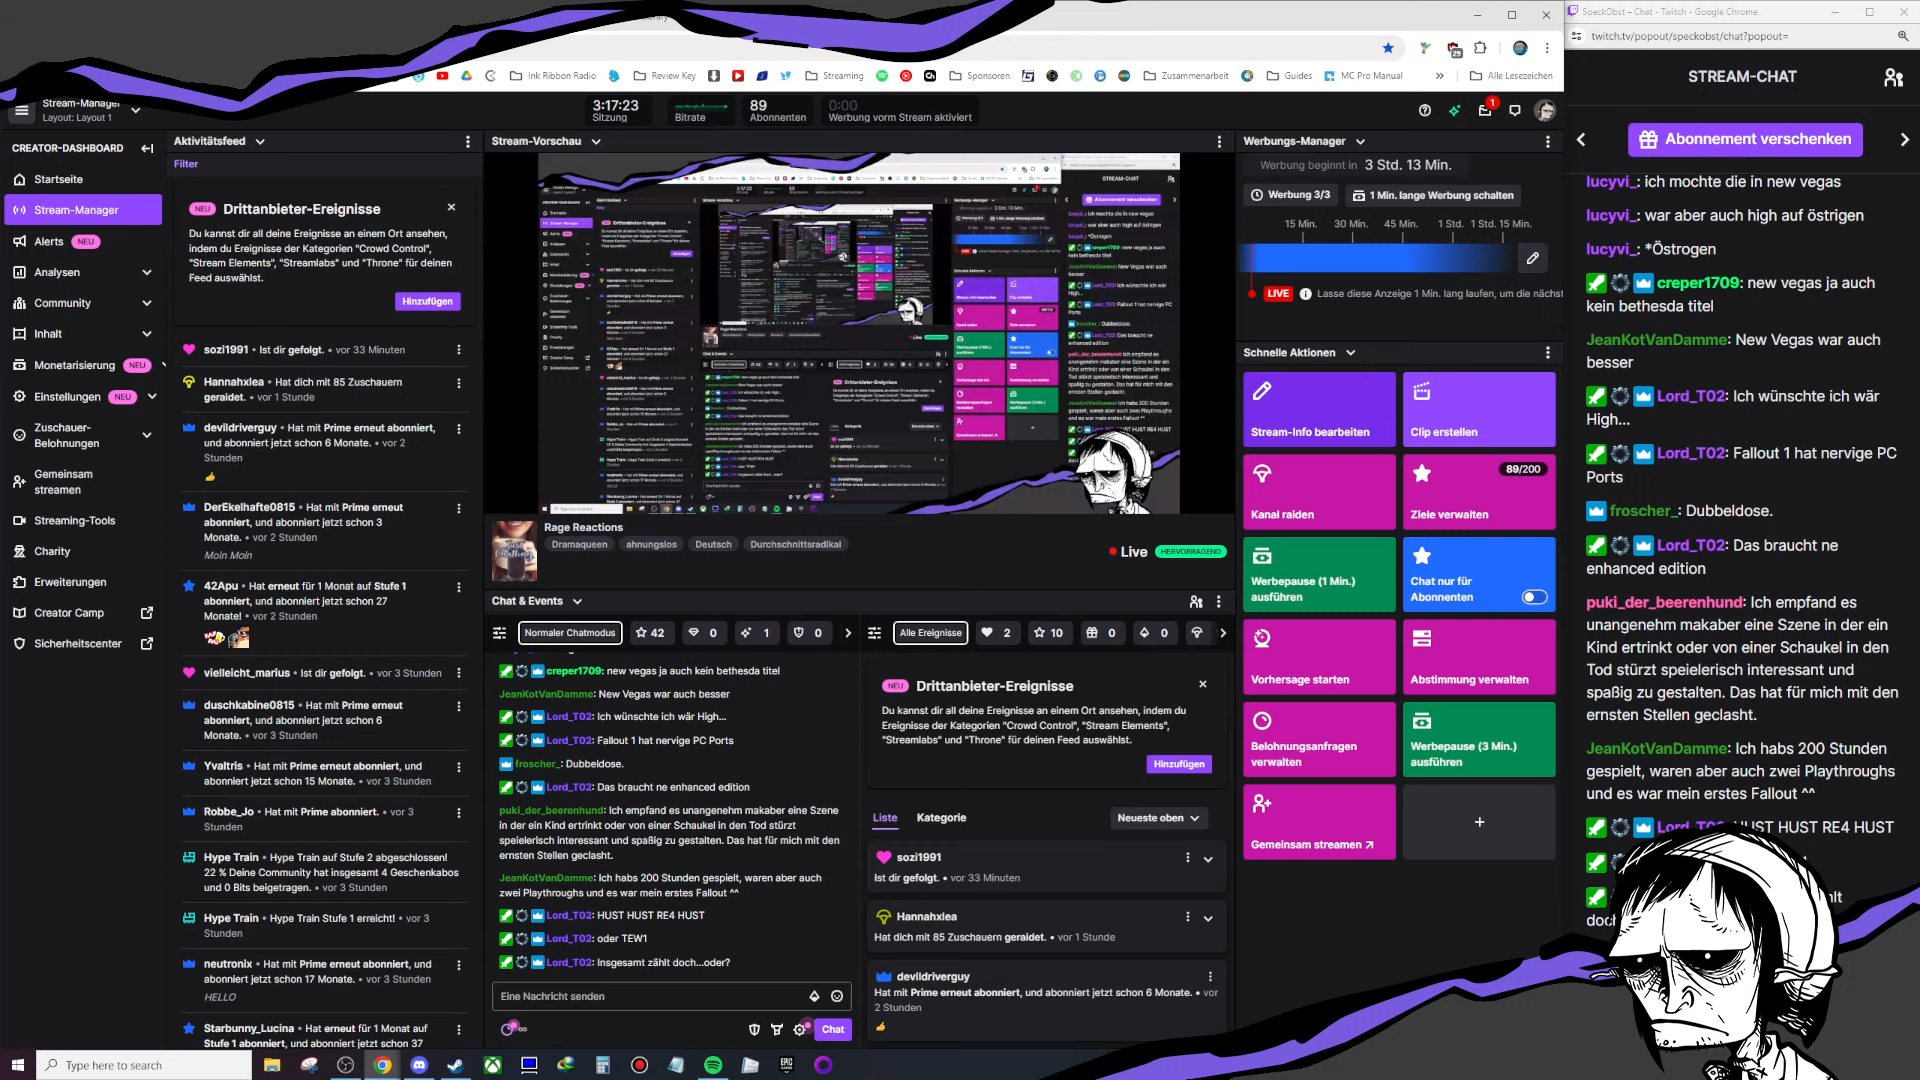 SpeckObst – Chat - Twitch - Google Chrome
twitch.tv/popout/speckobst/chat?popout=
Ink Ribbon Radio
Review Key
Streaming
Sponsoren
Zusammenarbeit
Guides
MC Pro Manual
»
Alle Lesezeichen
Stream-Manager
Layout: Layout 1
3:17:23
Sitzung
Bitrate
89
Abonnenten
0:00
Werbung vorm Stream aktiviert
1
CREATOR-DASHBOARD
Startseite
Stream-Manager
Alerts NEU
Analysen
Community
Inhalt
Monetarisierung NEU
Einstellungen NEU
Zuschauer-
Belohnungen
Gemeinsam
streamen
Streaming-Tools
Charity
Erweiterungen
Creator Camp
Sicherheitscenter
Aktivitätsfeed
Filter
NEU Drittanbieter-Ereignisse
Du kannst dir all deine Ereignisse an einem Ort ansehen,
indem du Ereignisse der Kategorien "Crowd Control",
"Stream Elements", "Streamlabs" und "Throne" für deinen
Feed auswählst.
Hinzufügen
sozi1991 • Ist dir gefolgt. • vor 33 Minuten
Hannahxlea • Hat dich mit 85 Zuschauern
geraidet. • vor 1 Stunde
devildriverguy • Hat mit Prime erneut abonniert,
und abonniert jetzt schon 6 Monate. • vor 2
Stunden
DerEkelhafte0815 • Hat mit Prime erneut
abonniert, und abonniert jetzt schon 3
Monate. • vor 2 Stunden
Moin Moin
42Apu • Hat erneut für 1 Monat auf Stufe 1
abonniert, und abonniert jetzt schon 27
Monate! • vor 2 Stunden
vielleicht_marius • Ist dir gefolgt. • vor 3 Stunden
duschkabine0815 • Hat mit Prime erneut
abonniert, und abonniert jetzt schon 6
Monate. • vor 3 Stunden
Yvaltris • Hat mit Prime erneut abonniert, und
abonniert jetzt schon 15 Monate. • vor 3 Stunden
Robbe_Jo • Hat mit Prime abonniert. • vor 3
Stunden
Hype Train • Hype Train auf Stufe 2 abgeschlossen!
22 % Deine Community hat insgesamt 4 Geschenkabos
und 0 Bits beigetragen. • vor 3 Stunden
Hype Train • Hype Train Stufe 1 erreicht! • vor 3
Stunden
neutronix • Hat mit Prime erneut abonniert, und
abonniert jetzt schon 17 Monate. • vor 3 Stunden
HELLO
Starbunny_Lucina • Hat erneut für 1 Monat auf
Stufe 1 abonniert, und abonniert jetzt schon 37
Stream-Vorschau
Rage Reactions
Dramaqueen ahnungslos Deutsch Durchschnittsradikal
Live HERVORRAGEND
Chat & Events
Normaler Chatmodus 42 0 1 0
creper1709: new vegas ja auch kein bethesda titel
JeanKotVanDamme: New Vegas war auch besser
Lord_T02: Ich wünschte ich wär High...
Lord_T02: Fallout 1 hat nervige PC Ports
froscher_: Dubbeldose.
Lord_T02: Das braucht ne enhanced edition
puki_der_beerenhund: Ich empfand es unangenehm makaber eine Szene
in der ein Kind ertrinkt oder von einer Schaukel in den Tod stürzt
speielerisch interessant und spaßig zu gestalten. Das hat für mich mit den
ernsten Stellen geclasht.
JeanKotVanDamme: Ich habs 200 Stunden gespielt, waren aber auch
zwei Playthroughs und es war mein erstes Fallout ^^
Lord_T02: HUST HUST RE4 HUST
Lord_T02: oder TEW1
Lord_T02: Insgesamt zählt doch...oder?
Eine Nachricht senden
Chat
Alle Ereignisse 2 10 0 0
NEU Drittanbieter-Ereignisse
Du kannst dir all deine Ereignisse an einem Ort ansehen, indem du
Ereignisse der Kategorien "Crowd Control", "Stream Elements",
"Streamlabs" und "Throne" für deinen Feed auswählst.
Hinzufügen
Liste Kategorie Neueste oben
sozi1991
Ist dir gefolgt. • vor 33 Minuten
Hannahxlea
Hat dich mit 85 Zuschauern geraidet. • vor 1 Stunde
devildriverguy
Hat mit Prime erneut abonniert, und abonniert jetzt schon 6 Monate. • vor
2 Stunden
Werbungs-Manager
Werbung beginnt in 3 Std. 13 Min.
Werbung 3/3 1 Min. lange Werbung schalten
15 Min. 30 Min. 45 Min. 1 Std. 1 Std. 15 Min.
LIVE Lasse diese Anzeige 1 Min. lang laufen, um die nächst
Schnelle Aktionen
Stream-Info bearbeiten
Clip erstellen
Kanal raiden
89/200
Ziele verwalten
Werbepause (1 Min.)
ausführen
Chat nur für
Abonnenten
Vorhersage starten
Abstimmung verwalten
Belohnungsanfragen
verwalten
Werbepause (3 Min.)
ausführen
Gemeinsam streamen
+
STREAM-CHAT
Abonnement verschenken
lucyvi_: ich mochte die in new vegas
lucyvi_: war aber auch high auf östrigen
lucyvi_: *Östrogen
creper1709: new vegas ja auch
kein bethesda titel
JeanKotVanDamme: New Vegas war auch
besser
Lord_T02: Ich wünschte ich wär
High...
Lord_T02: Fallout 1 hat nervige PC
Ports
froscher_: Dubbeldose.
Lord_T02: Das braucht ne
enhanced edition
puki_der_beerenhund: Ich empfand es
unangenehm makaber eine Szene in der ein
Kind ertrinkt oder von einer Schaukel in den
Tod stürzt speielerisch interessant und
spaßig zu gestalten. Das hat für mich mit den
ernsten Stellen geclasht.
JeanKotVanDamme: Ich habs 200 Stunden
gespielt, waren aber auch zwei Playthroughs
und es war mein erstes Fallout ^^
Lord_T02: HUST HUST RE4 HUST
Type here to search